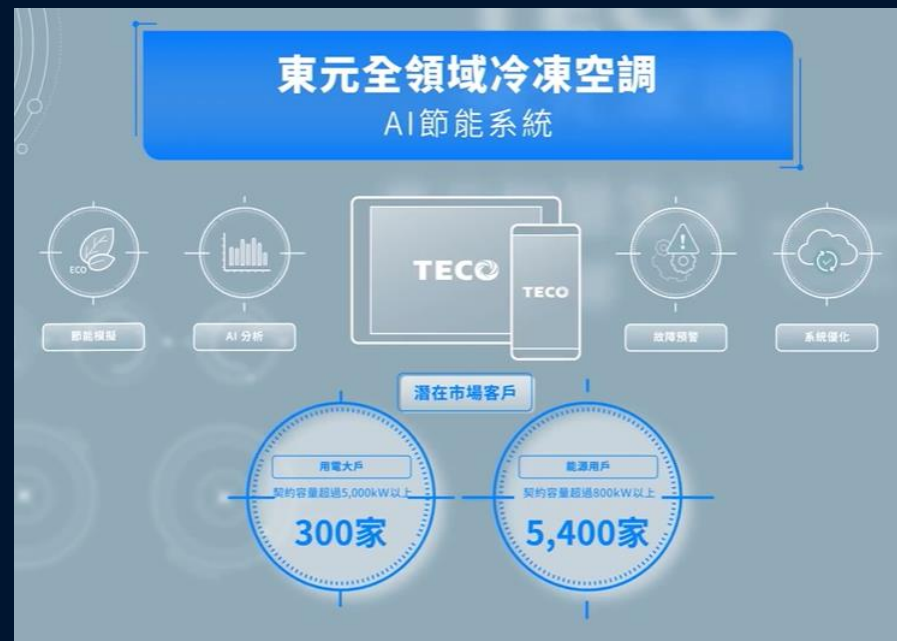 東元全領域冷凍空調
AI節能系統
ECO
TECO
TECO
節能模擬
AI 分析
故障預警
系統優化
潛在市場客戶
用電大戶
契約容量超過5,000kW以上
300家
能源用戶
契約容量超過800kW以上
5,400家